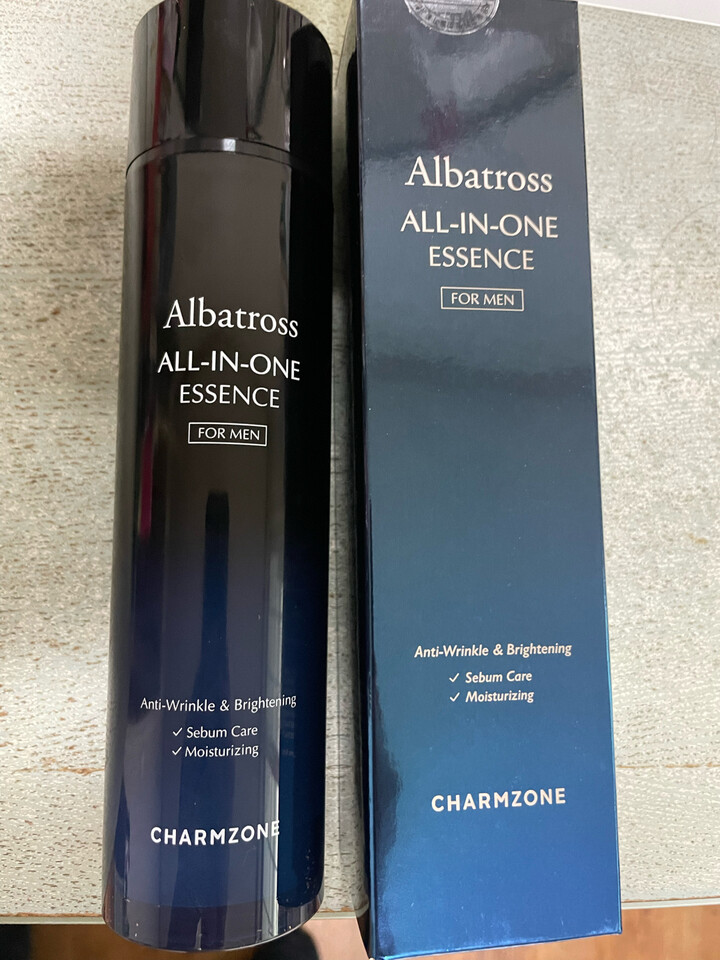 Albatross
ALL-IN-ONE
ESSENCE
FOR MEN
Anti-Wrinkle & Brightening
✓ Sebum Care
✓ Moisturizing
CHARMZONE
Albatross
ALL-IN-ONE
ESSENCE
FOR MEN
Anti-Wrinkle & Brightening
✓ Sebum Care
✓ Moisturizing
CHARMZONE